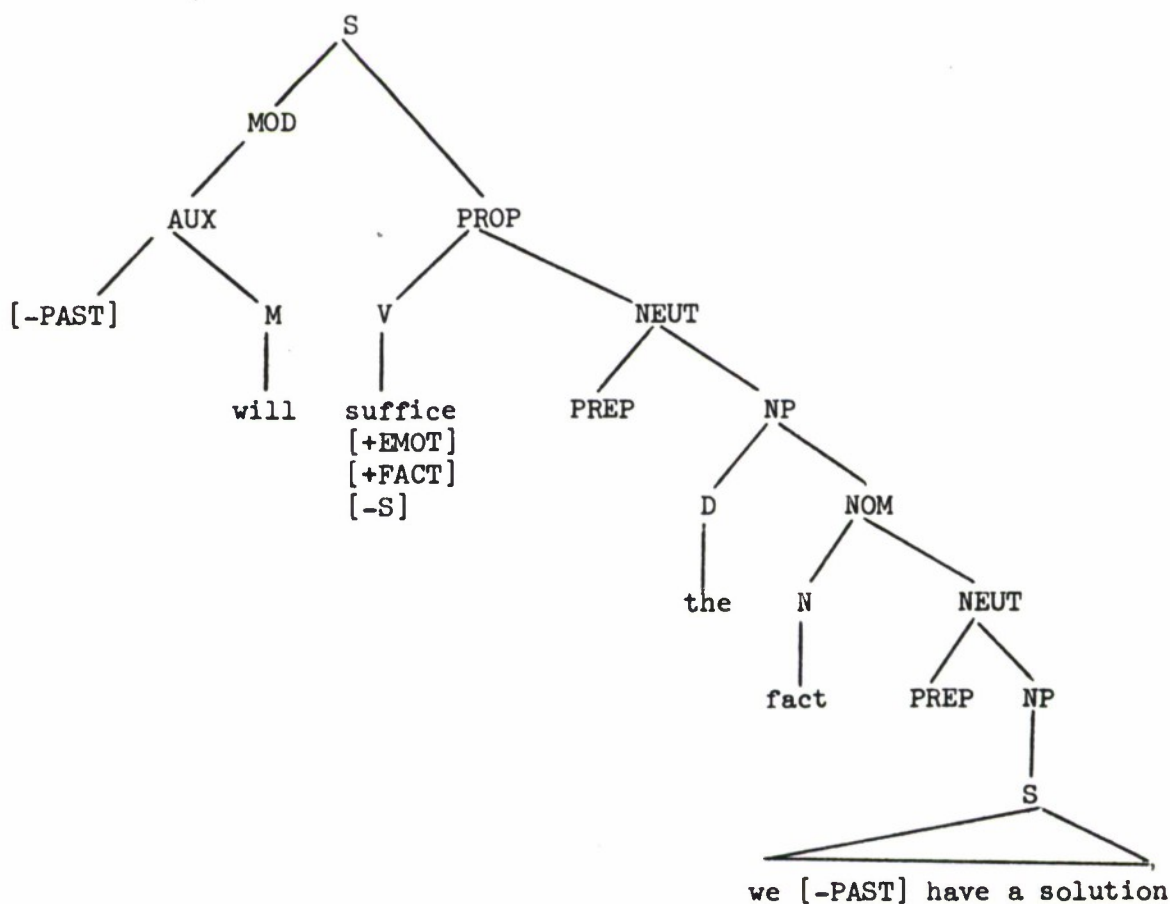 S
MOD
AUX PROP
[-PAST] M V NEUT
will suffice PREP NP
[+EMOT]
[+FACT]
[-S] D NOM
the N NEUT
fact PREP NP
S
we [-PAST] have a solution